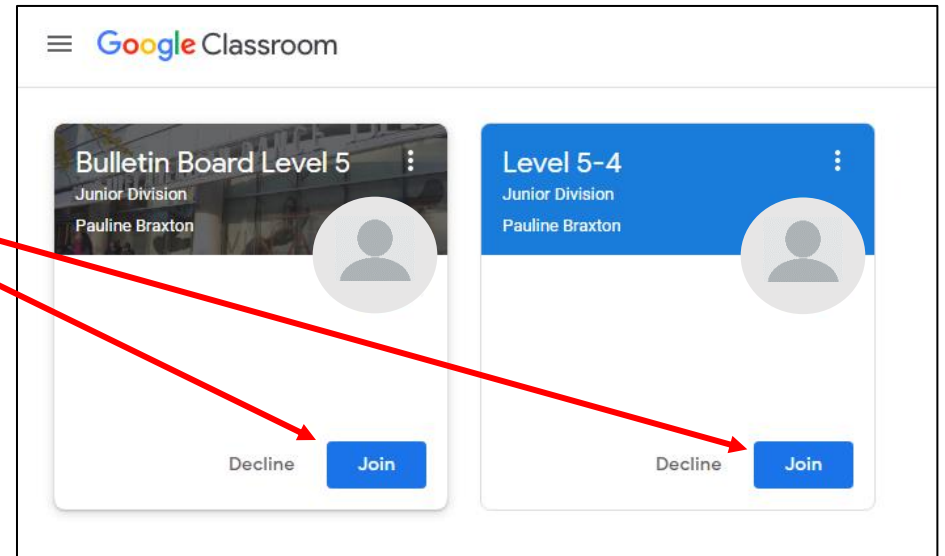 Google Classroom
Bulletin Board Level 5
Junior Division
Pauline Braxton
Decline Join
Level 5-4
Junior Division
Pauline Braxton
Decline Join